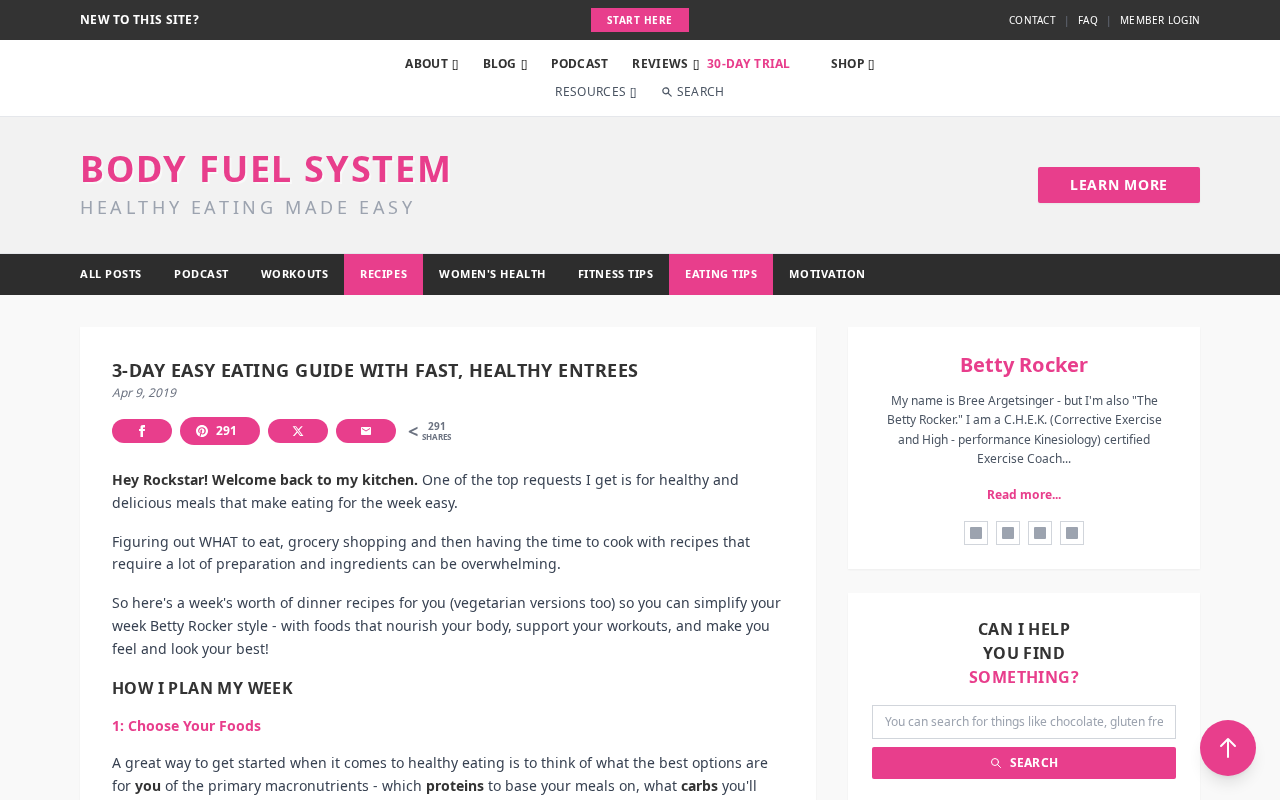 NEW TO THIS SITE?
START HERE
CONTACT | FAQ | MEMBER LOGIN
ABOUT BLOG PODCAST REVIEWS 30-DAY TRIAL SHOP
RESOURCES SEARCH
BODY FUEL SYSTEM
HEALTHY EATING MADE EASY
LEARN MORE
ALL POSTS PODCAST WORKOUTS RECIPES WOMEN'S HEALTH FITNESS TIPS EATING TIPS MOTIVATION
3-DAY EASY EATING GUIDE WITH FAST, HEALTHY ENTREES
Apr 9, 2019
291
291
SHARES
Hey Rockstar! Welcome back to my kitchen. One of the top requests I get is for healthy and
delicious meals that make eating for the week easy.
Figuring out WHAT to eat, grocery shopping and then having the time to cook with recipes that
require a lot of preparation and ingredients can be overwhelming.
So here's a week's worth of dinner recipes for you (vegetarian versions too) so you can simplify your
week Betty Rocker style - with foods that nourish your body, support your workouts, and make you
feel and look your best!
HOW I PLAN MY WEEK
1: Choose Your Foods
A great way to get started when it comes to healthy eating is to think of what the best options are
for you of the primary macronutrients - which proteins to base your meals on, what carbs you'll
Betty Rocker
My name is Bree Argetsinger - but I'm also "The
Betty Rocker." I am a C.H.E.K. (Corrective Exercise
and High - performance Kinesiology) certified
Exercise Coach...
Read more...
CAN I HELP
YOU FIND
SOMETHING?
You can search for things like chocolate, gluten fre
SEARCH